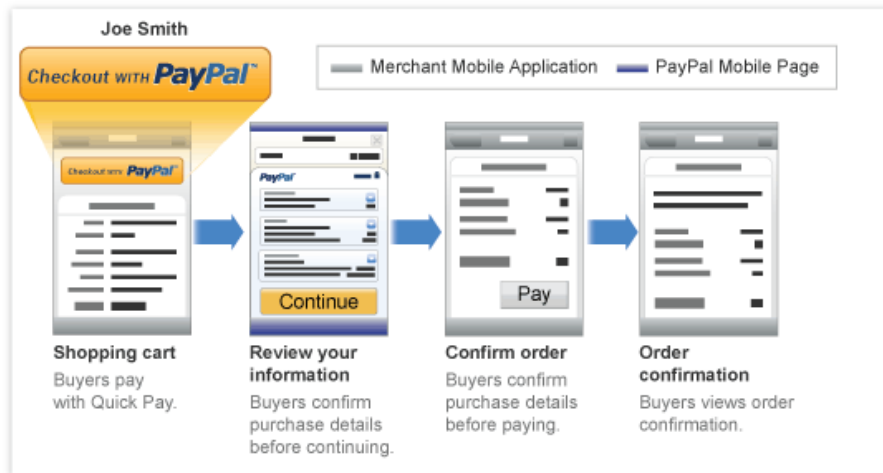 Joe Smith
Checkout WITH PayPal™
Merchant Mobile Application
PayPal Mobile Page
Checkout WITH PayPal™
PayPal
Continue
Pay
Shopping cart
Buyers pay
with Quick Pay.
Review your
information
Buyers confirm
purchase details
before continuing.
Confirm order
Buyers confirm
purchase details
before paying.
Order
confirmation
Buyers views order
confirmation.